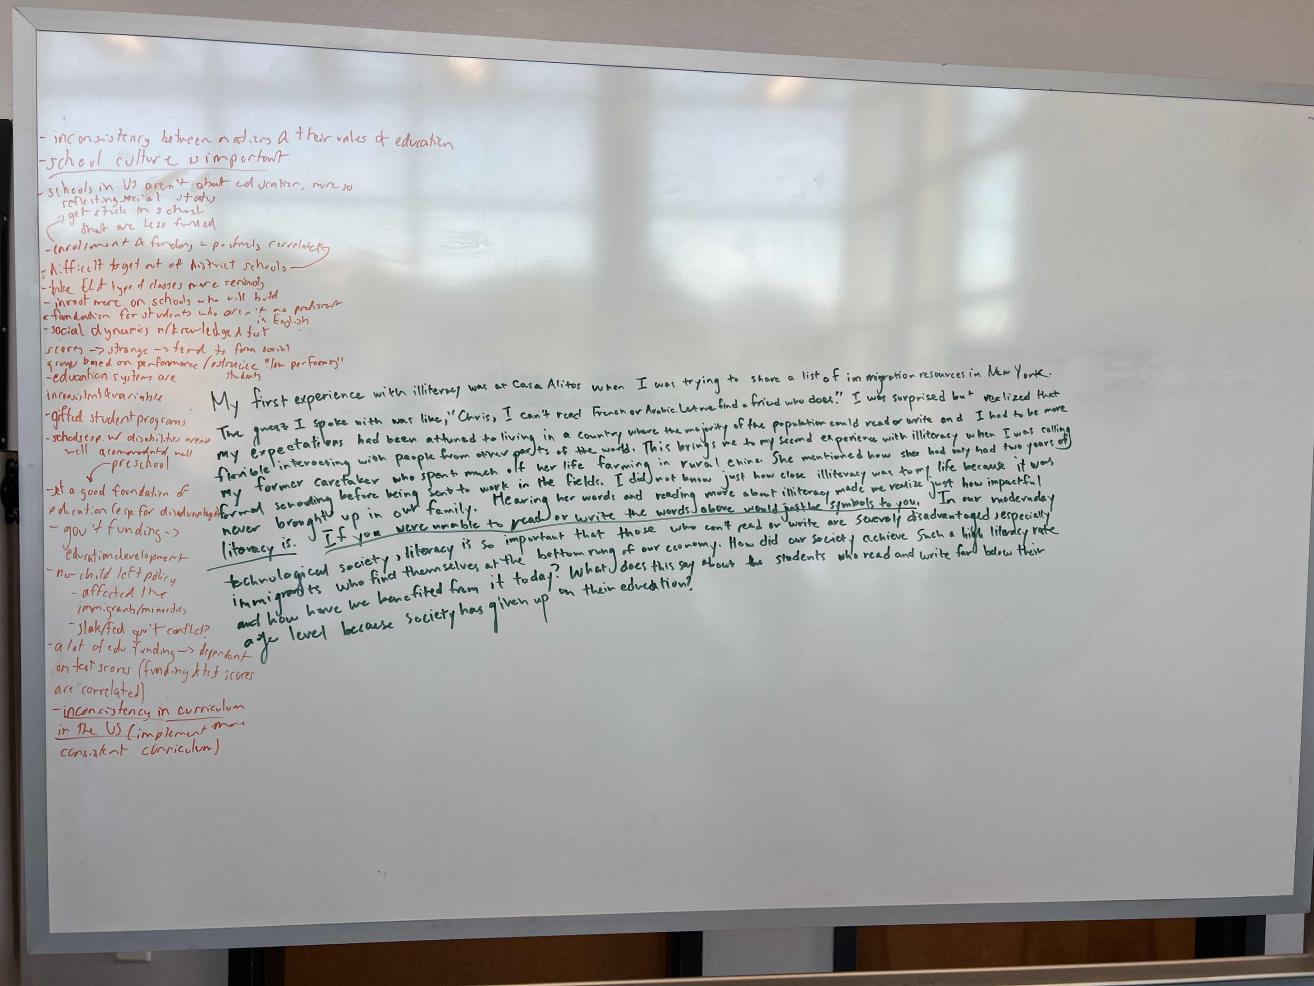 - inconsistency between nations & their values of education
- school culture is important
- schools in US aren't about education, more so
reflecting social status
→ get stuck in school
that are less funded
- enrollment & funding = positively correlated
- difficult to get out of district schools
- take ELA type of classes more seriously
- invest more on schools who will build
foundation for students who aren't as proficient
in English
- social dynamics w/ knowledge & test
scores → strange → tend to form social
groups based on performance / ostracize "low performing"
students
- education systems are
inconsistent & variable
- gifted student programs
- schools esp. w/ disabilities aren't
well accommodated well
preschool
- get a good foundation of
education (esp. for disadvantaged)
- gov't funding ->
education development
- no child left policy
- affected the
immigrants/minorities
- state/fed gov't conflict?
- a lot of edu funding → dependent
on test scores (funding & test scores
are correlated)
- inconsistency in curriculum
in the US (implement more
consistent curriculum)
My first experience with illiteracy was at Casa Alitas when I was trying to share a list of immigration resources in New York.
The guest I spoke with was like, "Chris, I can't read French or Arabic. Let me find a friend who does." I was surprised but realized that
my expectations had been attuned to living in a country where the majority of the population could read or write and I had to be more
flexible interacting with people from other parts of the world. This brings me to my second experience with illiteracy when I was calling
my former caretaker who spent much of her life farming in rural China. She mentioned how she had only had two years of
formal schooling before being sent to work in the fields. I did not know just how close illiteracy was to my life because it was
never brought up in our family. Hearing her words and reading more about illiteracy made me realize just how impactful
literacy is. If you were unable to read or write the words above would just be symbols to you. In our modernday
technological society, literacy is so important that those who can't read or write are severely disadvantaged especially
immigrants who find themselves at the bottom rung of our economy. How did our society achieve such a high literacy rate
and how have we benefited from it today? What does this say about the students who read and write far below their
age level because society has given up on their education?